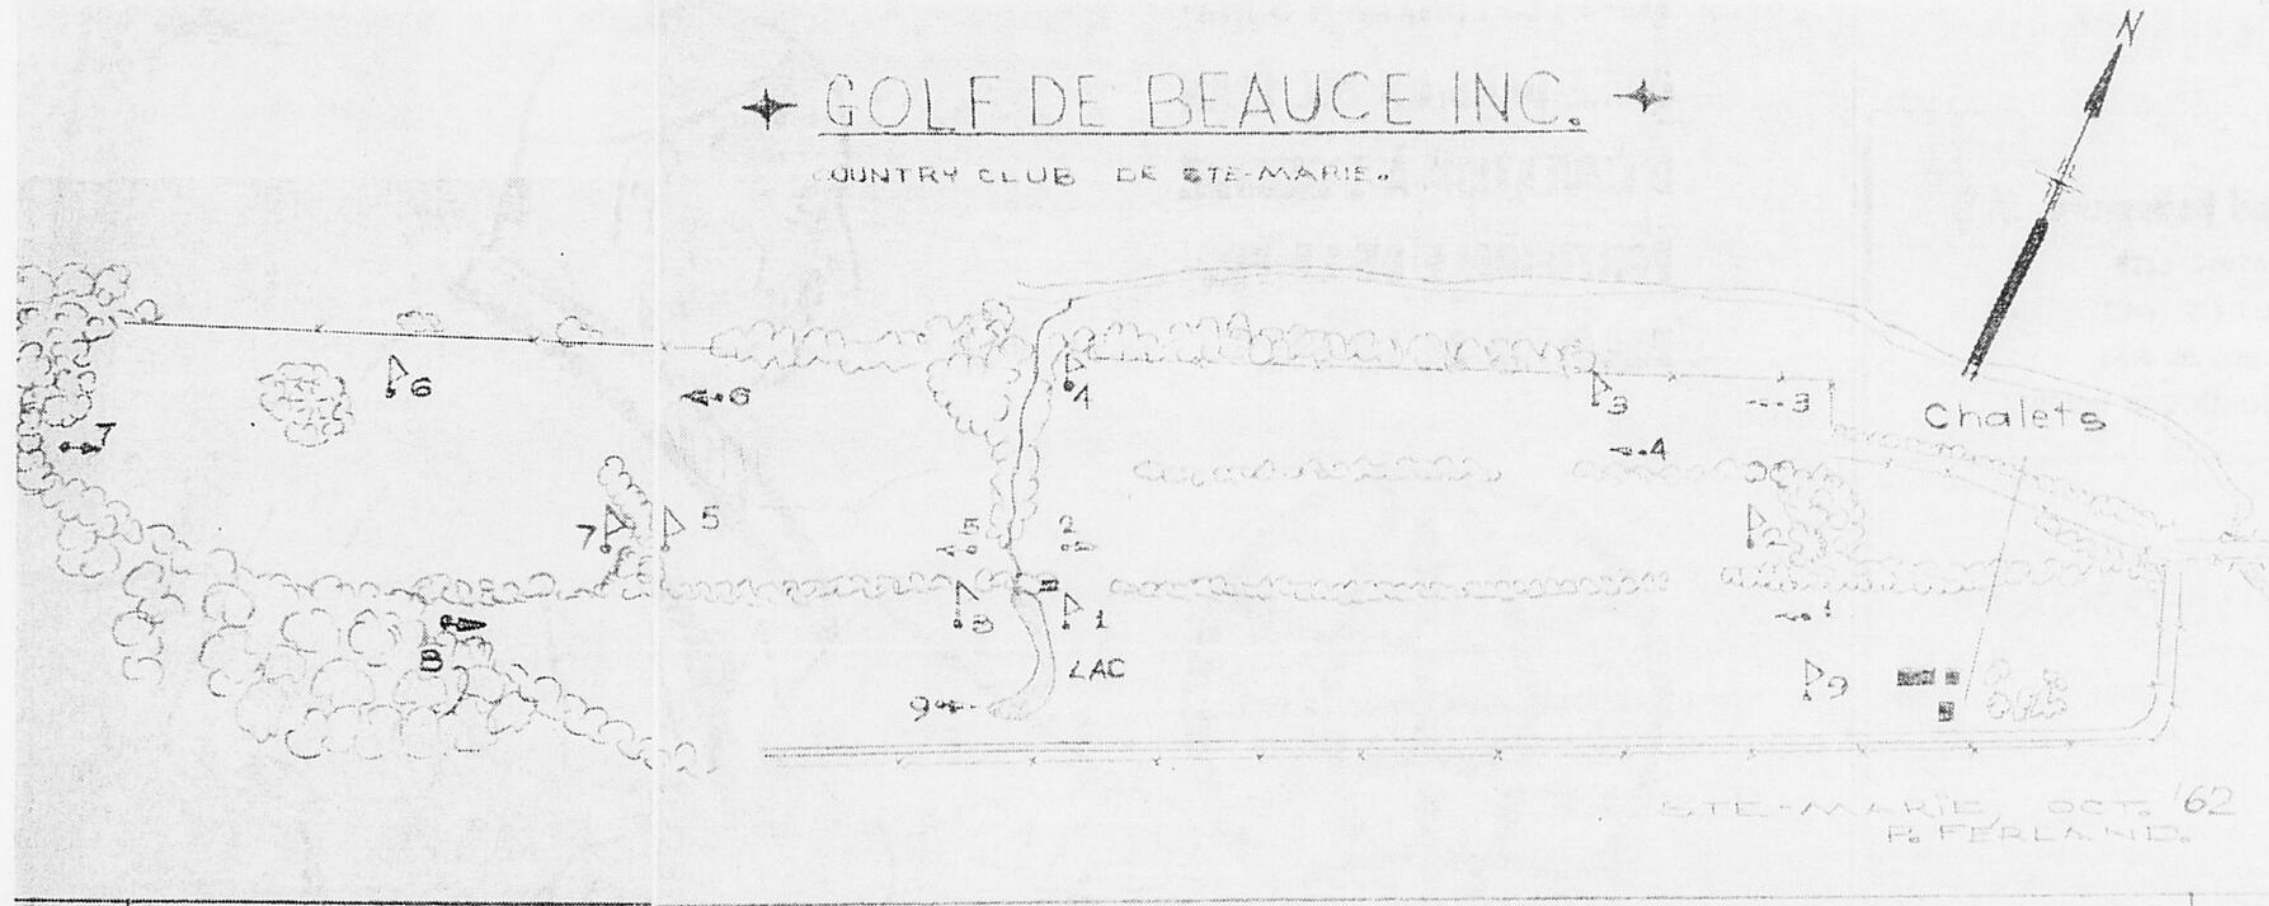 N
GOLF DE BEAUCE INC.
COUNTRY CLUB DE STE-MARIE.
6
6
4
3
3
Chalets
4
7
7
5
5
2
2
8
1
1
8
LAC
9
9
STE-MARIE, OCT. '62
P. FERLAND.